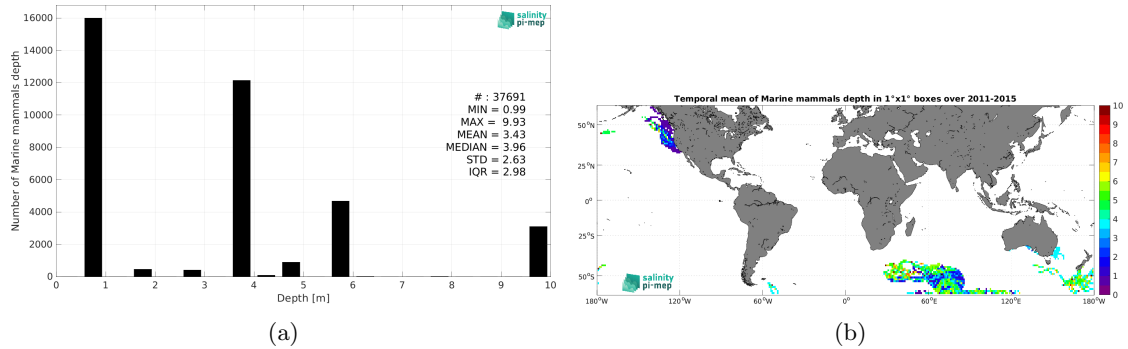 16000
14000
12000
10000
8000
6000
4000
2000
0
Number of Marine mammals depth
0 1 2 3 4 5 6 7 8 9 10
Depth [m]
salinity
pi-mep
# : 37691
MIN = 0.99
MAX = 9.93
MEAN = 3.43
MEDIAN = 3.96
STD = 2.63
IQR = 2.98
(a)
Temporal mean of Marine mammals depth in 1°x1° boxes over 2011-2015
50°N
25°N
0°
25°S
50°S
180°W 120°W 60°W 0° 60°E 120°E 180°W
salinity
pi-mep
10
9
8
7
6
5
4
3
2
1
0
(b)